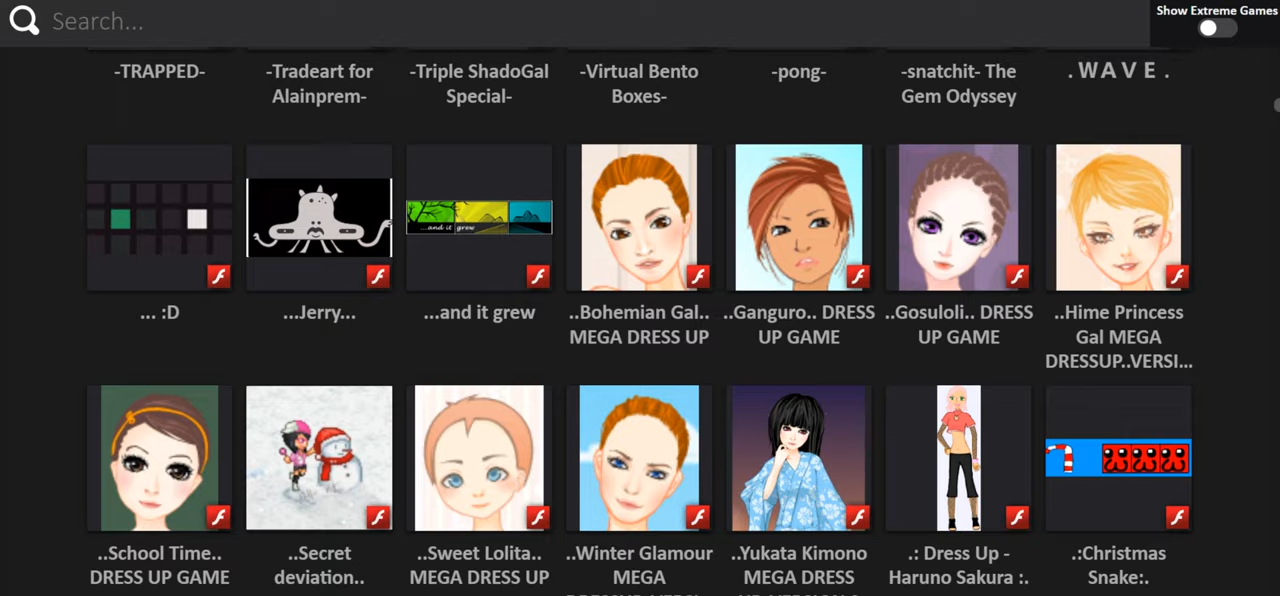 Search...
Show Extreme Games
-TRAPPED-
-Tradeart for
Alainprem-
-Triple ShadoGal
Special-
-Virtual Bento
Boxes-
-pong-
-snatchit- The
Gem Odyssey
. W A V E .
...and it grew
... :D
...Jerry...
...and it grew
..Bohemian Gal..
MEGA DRESS UP
..Ganguro.. DRESS
UP GAME
..Gosuloli.. DRESS
UP GAME
..Hime Princess
Gal MEGA
DRESSUP..VERSI...
..School Time..
DRESS UP GAME
..Secret
deviation..
..Sweet Lolita..
MEGA DRESS UP
..Winter Glamour
MEGA
..Yukata Kimono
MEGA DRESS
.: Dress Up -
Haruno Sakura :.
.:Christmas
Snake:.